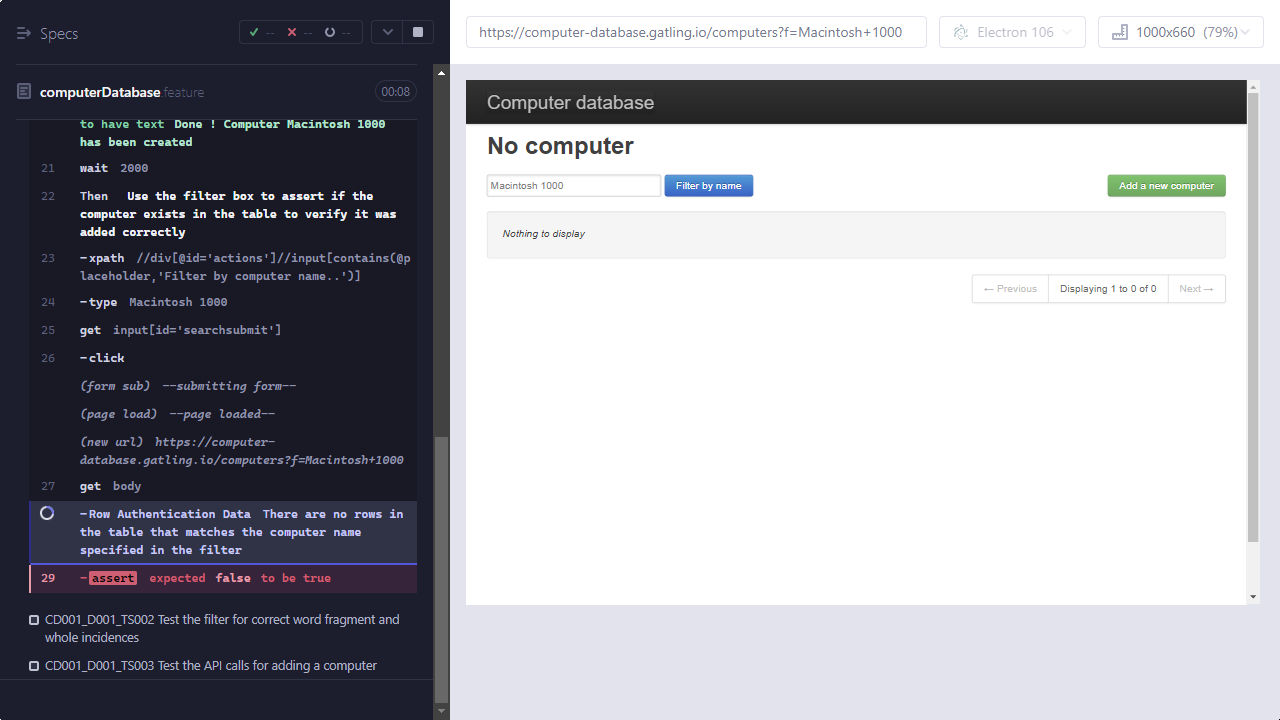 Specs
-- -- --
computerDatabase.feature 00:08
to have text Done ! Computer Macintosh 1000
has been created
21 wait 2000
22 Then Use the filter box to assert if the
computer exists in the table to verify it was
added correctly
23 -xpath //div[@id='actions']//input[contains(@p
laceholder,'Filter by computer name..')]
24 -type Macintosh 1000
25 get input[id='searchsubmit']
26 -click
(form sub) --submitting form--
(page load) --page loaded--
(new url) https://computer-
database.gatling.io/computers?f=Macintosh+1000
27 get body
-Row Authentication Data There are no rows in
the table that matches the computer name
specified in the filter
29 -assert expected false to be true
CD001_D001_TS002 Test the filter for correct word fragment and
whole incidences
CD001_D001_TS003 Test the API calls for adding a computer
https://computer-database.gatling.io/computers?f=Macintosh+1000
Electron 106
1000x660 (79%)
Computer database
No computer
Macintosh 1000
Filter by name
Add a new computer
Nothing to display
← Previous
Displaying 1 to 0 of 0
Next →